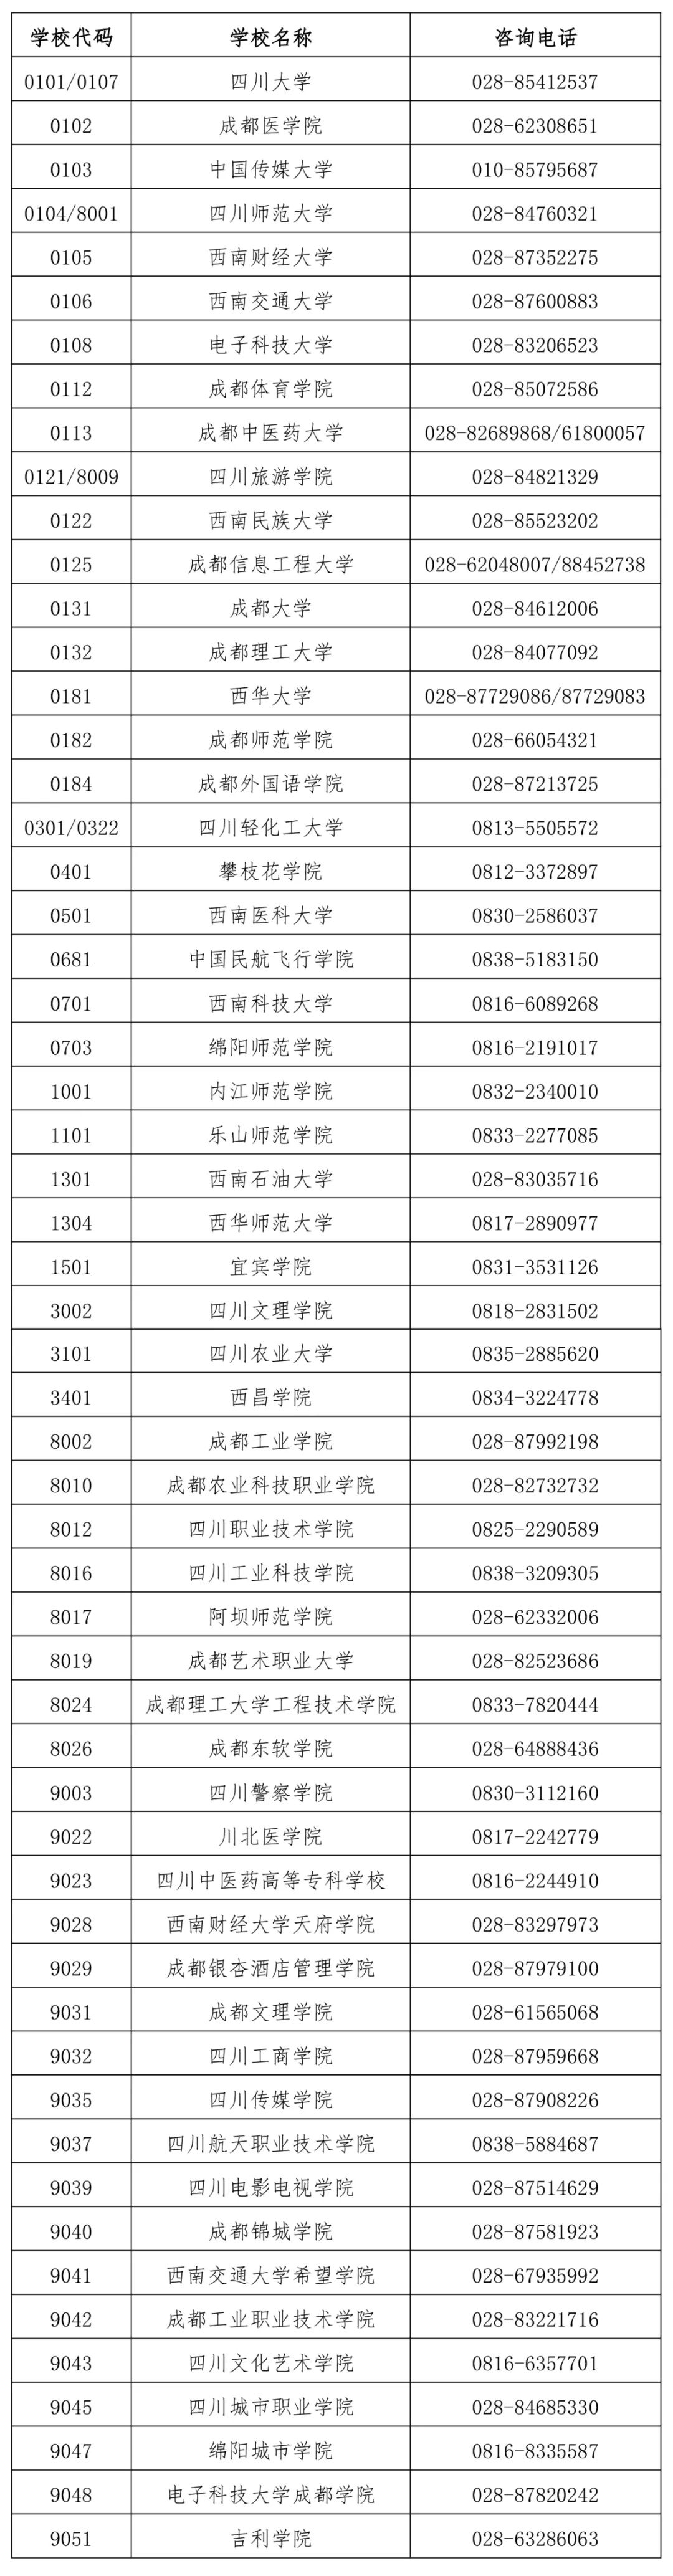 学校代码 学校名称 咨询电话
0101/0107 四川大学 028-85412537
0102 成都医学院 028-62308651
0103 中国传媒大学 010-85795687
0104/8001 四川师范大学 028-84760321
0105 西南财经大学 028-87352275
0106 西南交通大学 028-87600883
0108 电子科技大学 028-83206523
0112 成都体育学院 028-85072586
0113 成都中医药大学 028-82689868/61800057
0121/8009 四川旅游学院 028-84821329
0122 西南民族大学 028-85523202
0125 成都信息工程大学 028-62048007/88452738
0131 成都大学 028-84612006
0132 成都理工大学 028-84077092
0181 西华大学 028-87729086/87729083
0182 成都师范学院 028-66054321
0184 成都外国语学院 028-87213725
0301/0322 四川轻化工大学 0813-5505572
0401 攀枝花学院 0812-3372897
0501 西南医科大学 0830-2586037
0681 中国民航飞行学院 0838-5183150
0701 西南科技大学 0816-6089268
0703 绵阳师范学院 0816-2191017
1001 内江师范学院 0832-2340010
1101 乐山师范学院 0833-2277085
1301 西南石油大学 028-83035716
1304 西华师范大学 0817-2890977
1501 宜宾学院 0831-3531126
3002 四川文理学院 0818-2831502
3101 四川农业大学 0835-2885620
3401 西昌学院 0834-3224778
8002 成都工业学院 028-87992198
8010 成都农业科技职业学院 028-82732732
8012 四川职业技术学院 0825-2290589
8016 四川工业科技学院 0838-3209305
8017 阿坝师范学院 028-62332006
8019 成都艺术职业大学 028-82523686
8024 成都理工大学工程技术学院 0833-7820444
8026 成都东软学院 028-64888436
9003 四川警察学院 0830-3112160
9022 川北医学院 0817-2242779
9023 四川中医药高等专科学校 0816-2244910
9028 西南财经大学天府学院 028-83297973
9029 成都银杏酒店管理学院 028-87979100
9031 成都文理学院 028-61565068
9032 四川工商学院 028-87959668
9035 四川传媒学院 028-87908226
9037 四川航天职业技术学院 0838-5884687
9039 四川电影电视学院 028-87514629
9040 成都锦城学院 028-87581923
9041 西南交通大学希望学院 028-67935992
9042 成都工业职业技术学院 028-83221716
9043 四川文化艺术学院 0816-6357701
9045 四川城市职业学院 028-84685330
9047 绵阳城市学院 0816-8335587
9048 电子科技大学成都学院 028-87820242
9051 吉利学院 028-63286063